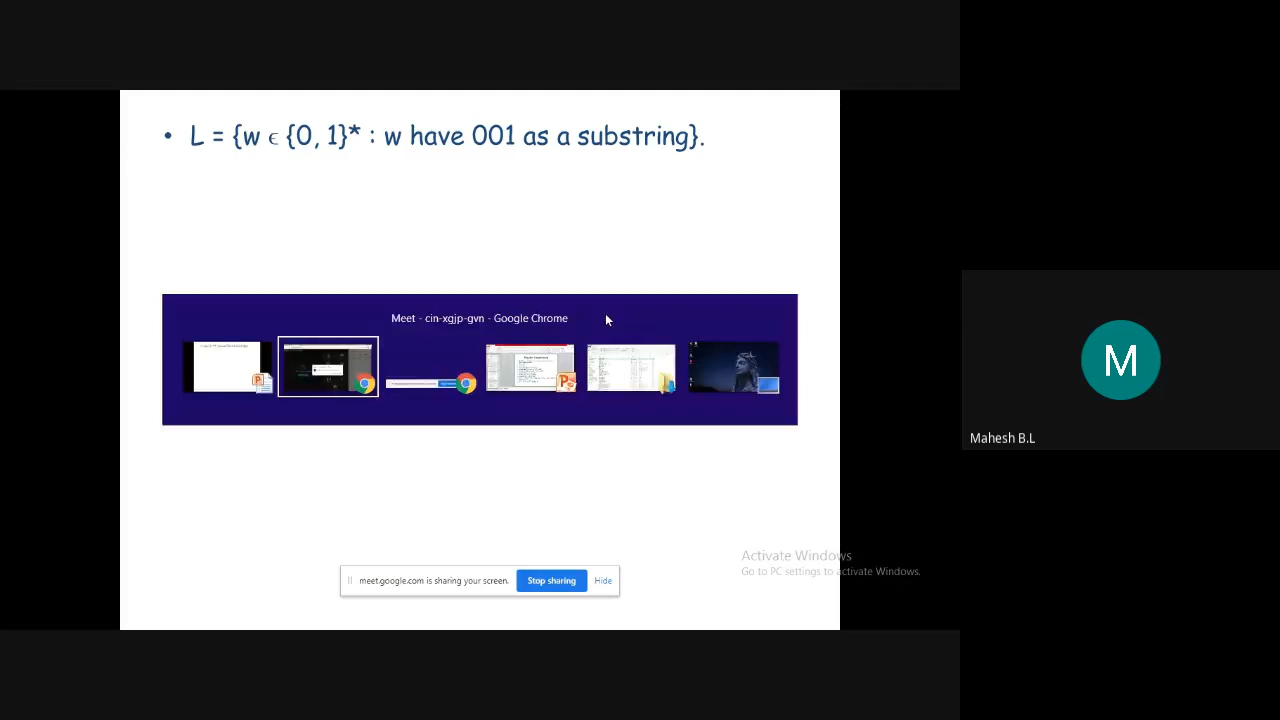 • L = {w ϵ {0, 1}* : w have 001 as a substring}.
Meet - cin-xgjp-gvn - Google Chrome
M
Mahesh B.L
Activate Windows
Go to PC settings to activate Windows.
meet.google.com is sharing your screen. Stop sharing Hide